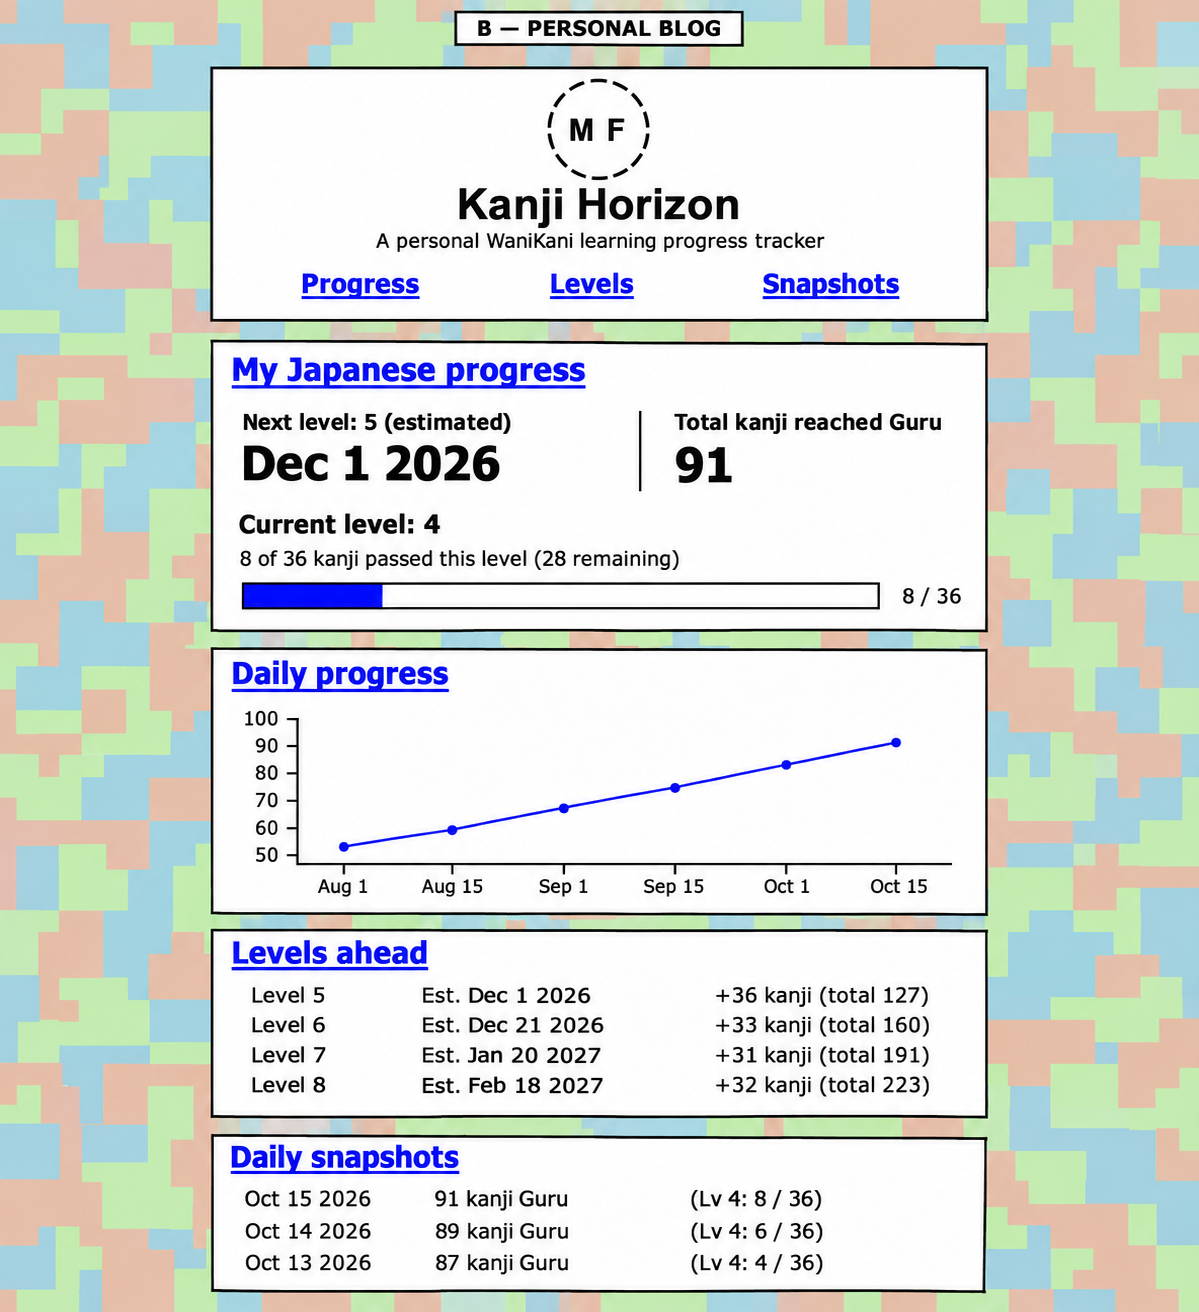 B — PERSONAL BLOG
M F
Kanji Horizon
A personal WaniKani learning progress tracker
Progress Levels Snapshots
My Japanese progress
Next level: 5 (estimated) Total kanji reached Guru
Dec 1 2026 91
Current level: 4
8 of 36 kanji passed this level (28 remaining)
8 / 36
Daily progress
100
90
80
70
60
50
Aug 1 Aug 15 Sep 1 Sep 15 Oct 1 Oct 15
Levels ahead
Level 5 Est. Dec 1 2026 +36 kanji (total 127)
Level 6 Est. Dec 21 2026 +33 kanji (total 160)
Level 7 Est. Jan 20 2027 +31 kanji (total 191)
Level 8 Est. Feb 18 2027 +32 kanji (total 223)
Daily snapshots
Oct 15 2026 91 kanji Guru (Lv 4: 8 / 36)
Oct 14 2026 89 kanji Guru (Lv 4: 6 / 36)
Oct 13 2026 87 kanji Guru (Lv 4: 4 / 36)